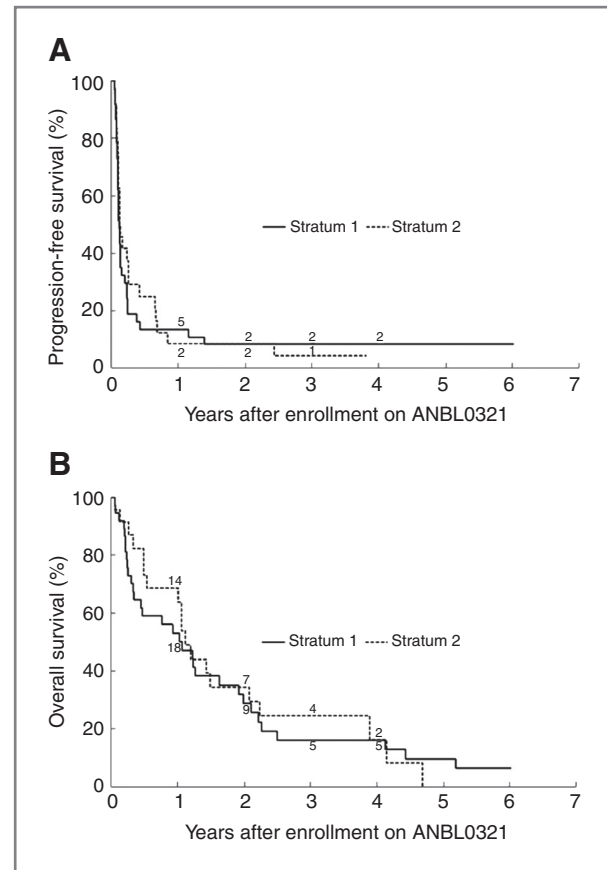 A
100
80
60
40
20
0
Progression-free survival (%)
Stratum 1 Stratum 2
5 2 2 2
2 2 1
0 1 2 3 4 5 6 7
Years after enrollment on ANBL0321
B
100
80
60
40
20
0
Overall survival (%)
Stratum 1 Stratum 2
14
18
7
9
4
5
2
5
0 1 2 3 4 5 6 7
Years after enrollment on ANBL0321